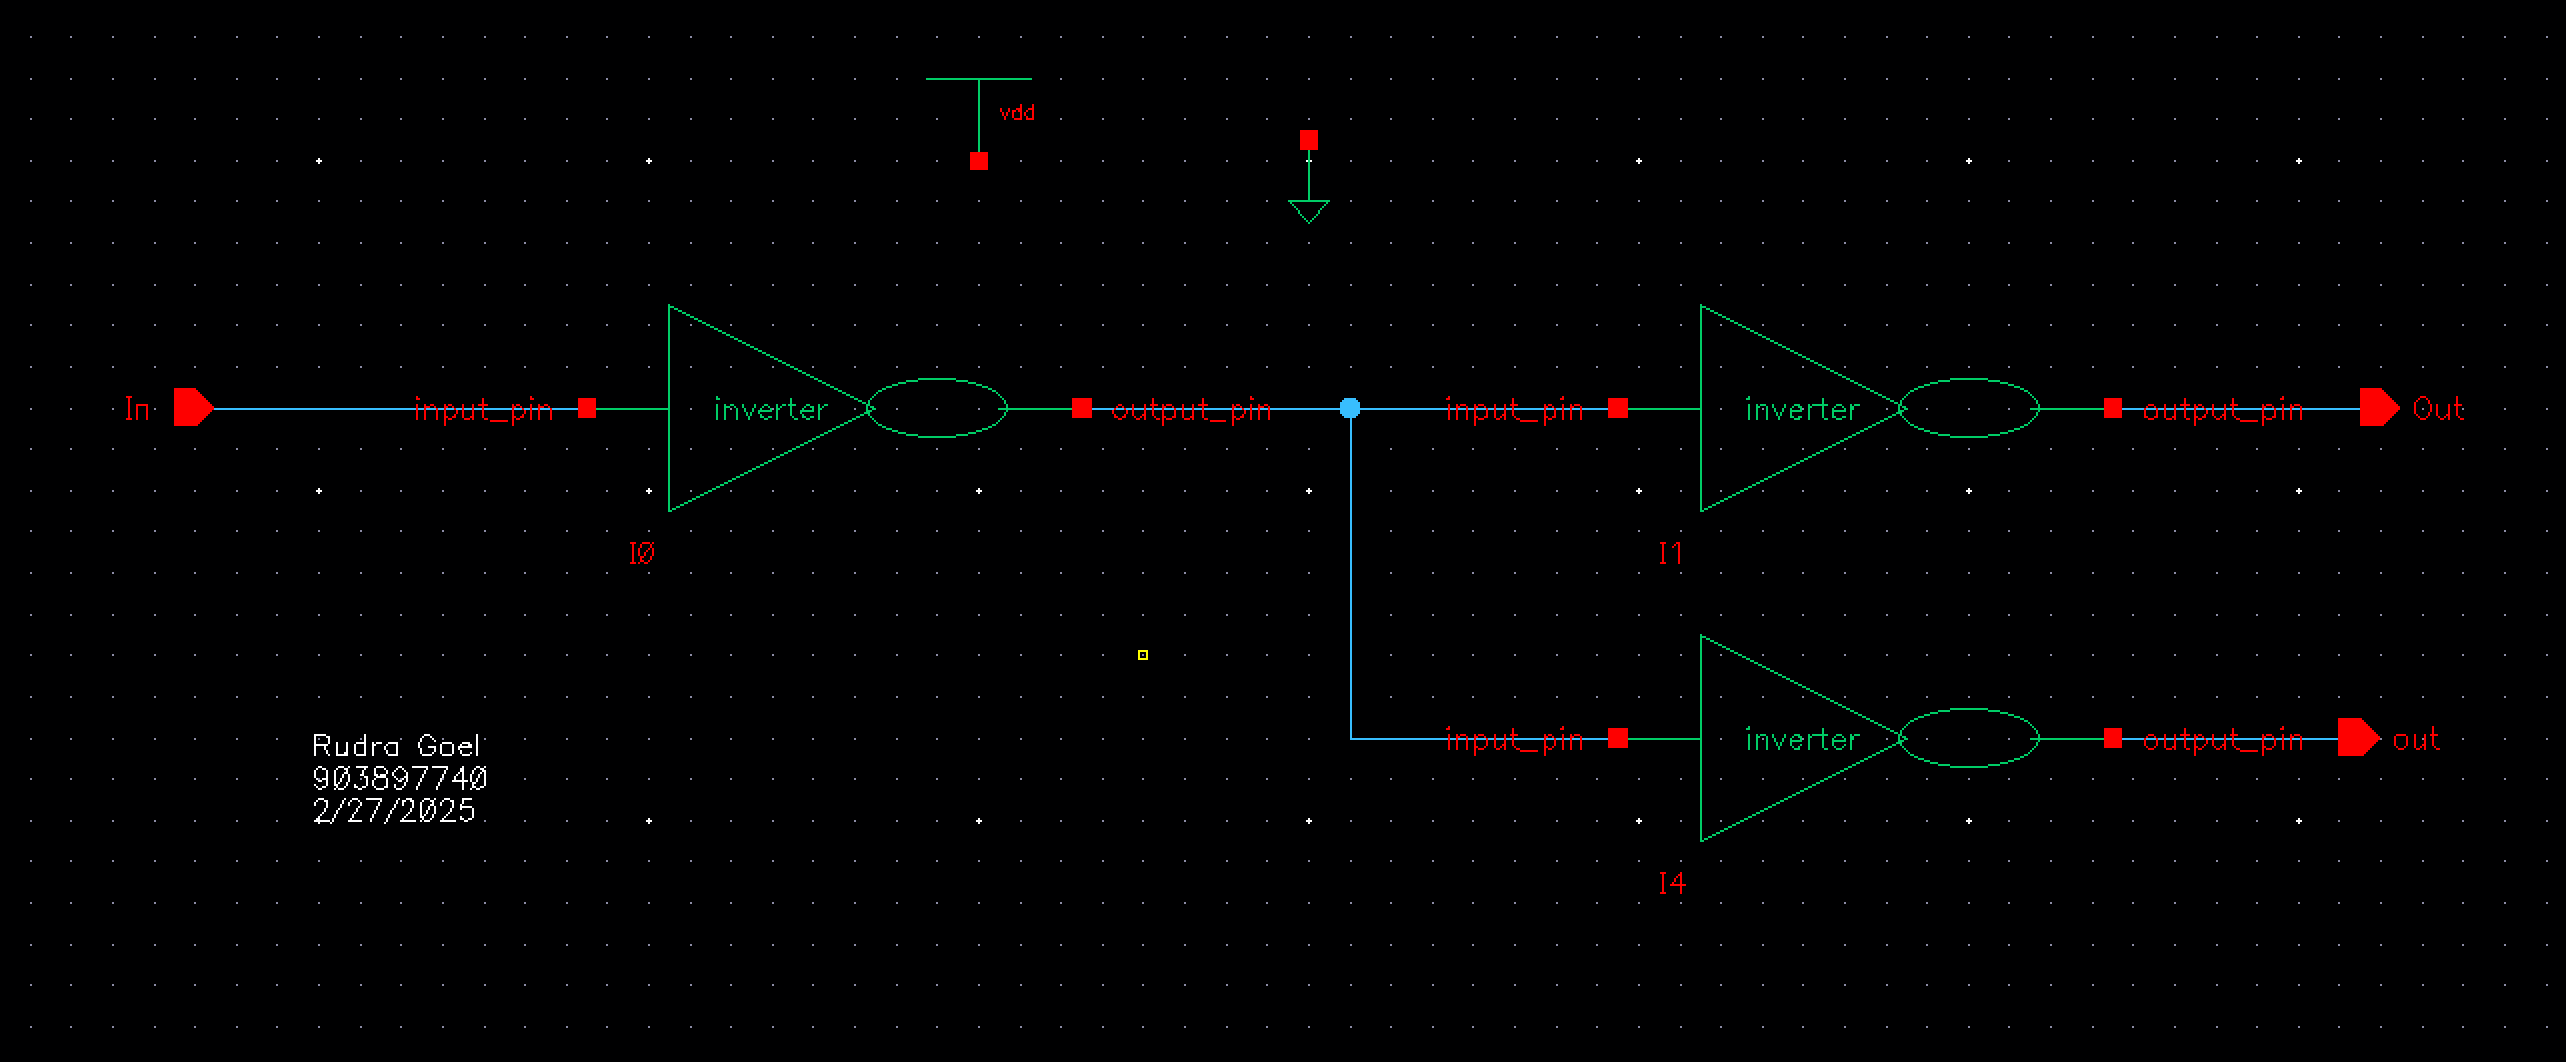 vdd
In input_pin inverter output_pin input_pin inverter output_pin Out
I0 I1
input_pin inverter output_pin out
I4
Rudra Goel
903897740
2/27/2025